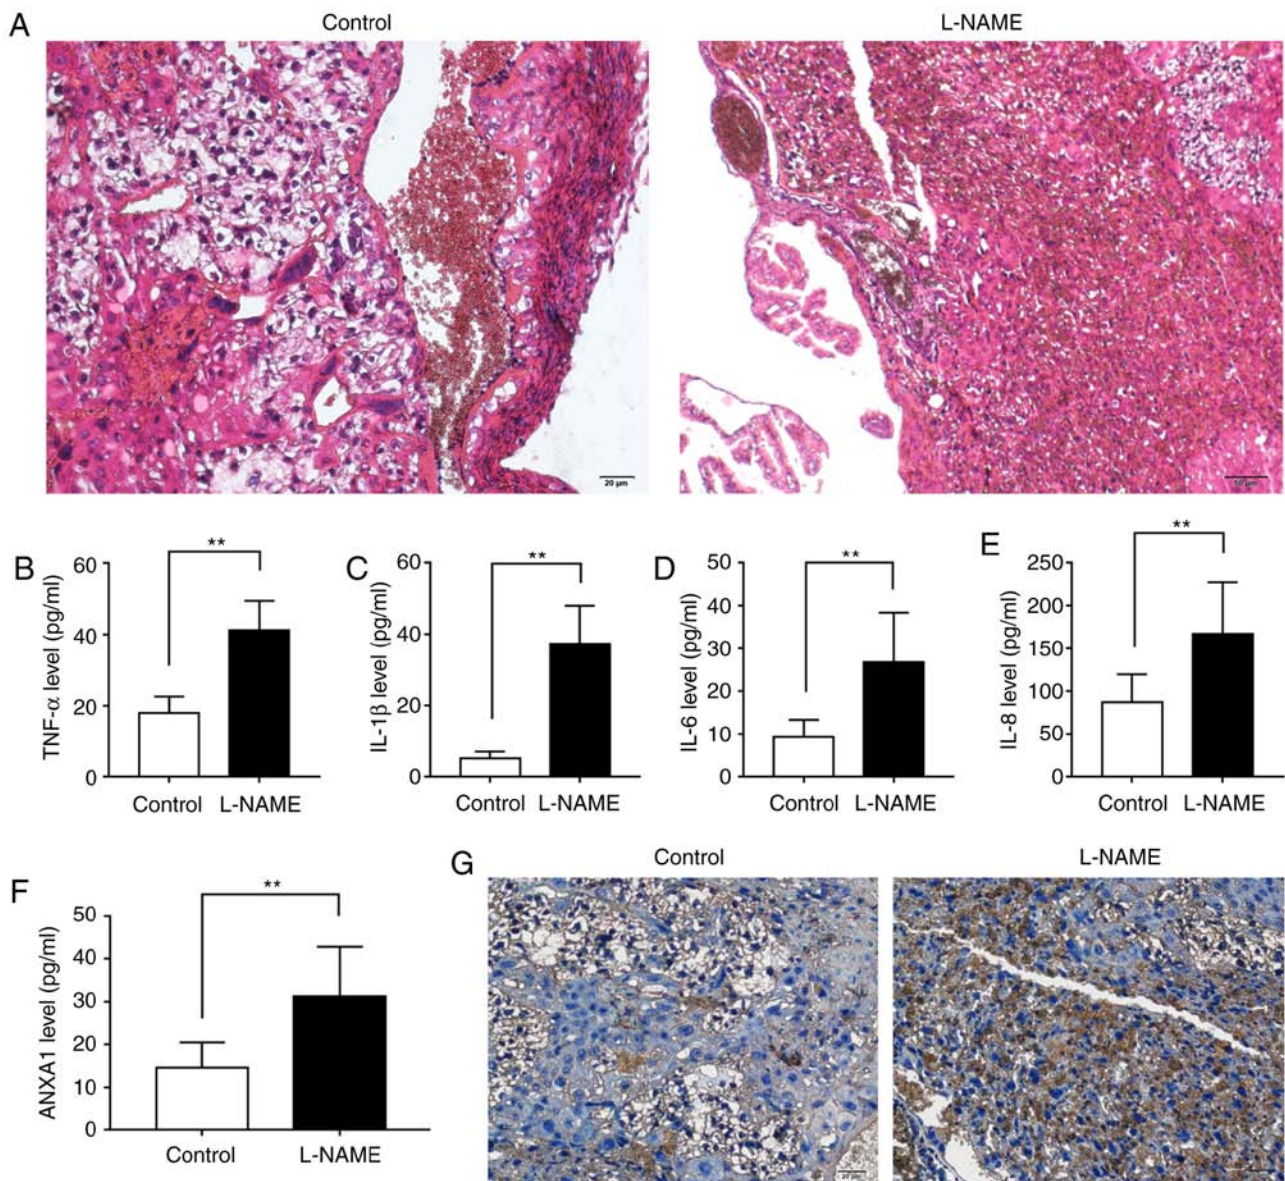 A
Control
L-NAME
20 µm
50 µm
B
TNF-α level (pg/ml)
60
40
20
0
**
Control
L-NAME
C
IL-1β level (pg/ml)
60
40
20
0
**
Control
L-NAME
D
IL-6 level (pg/ml)
50
40
30
20
10
0
**
Control
L-NAME
E
IL-8 level (pg/ml)
250
200
150
100
50
0
**
Control
L-NAME
F
ANXA1 level (pg/ml)
50
40
30
20
10
0
**
Control
L-NAME
G
Control
L-NAME